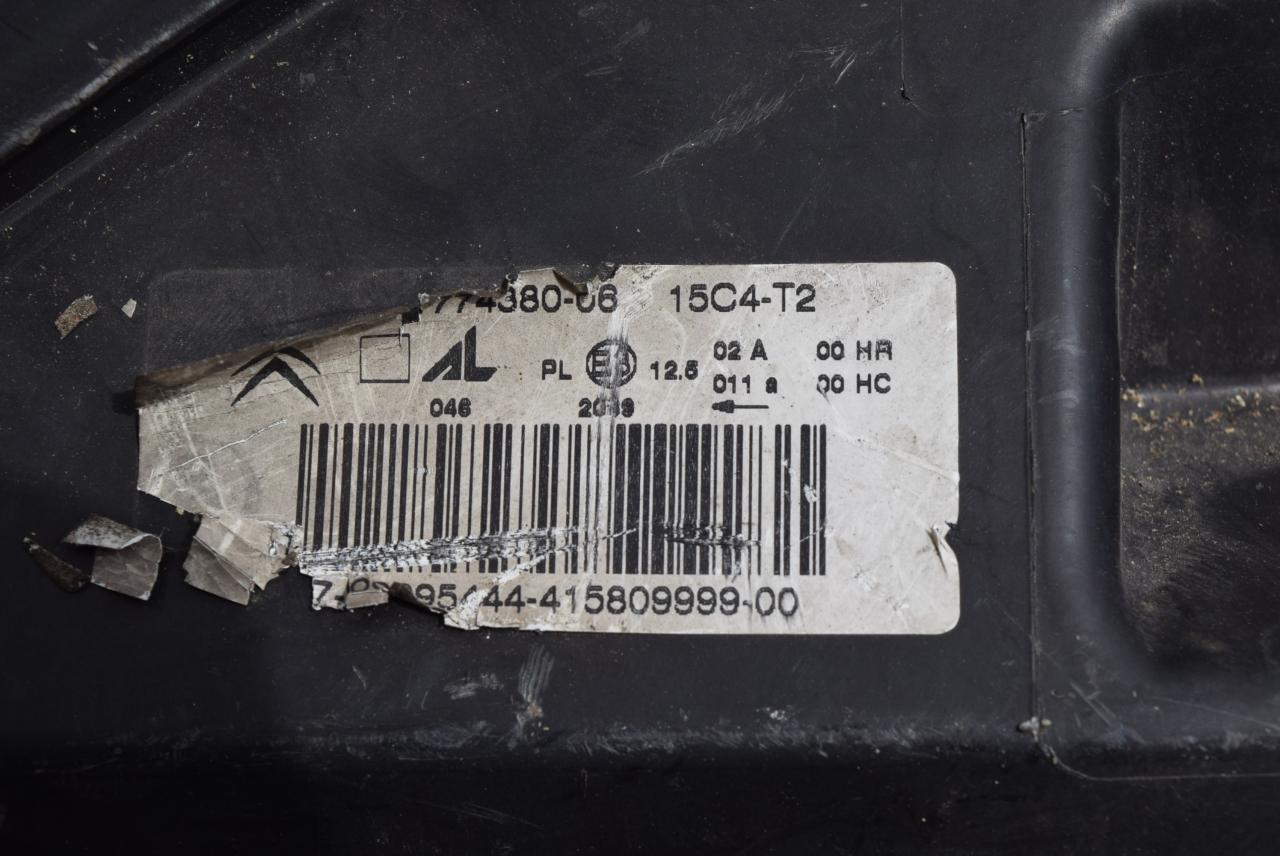 774380-06 15C4-T2
AL PL 12.5 02 A 00 HR
011 a 00 HC
046
95444-415809999-00